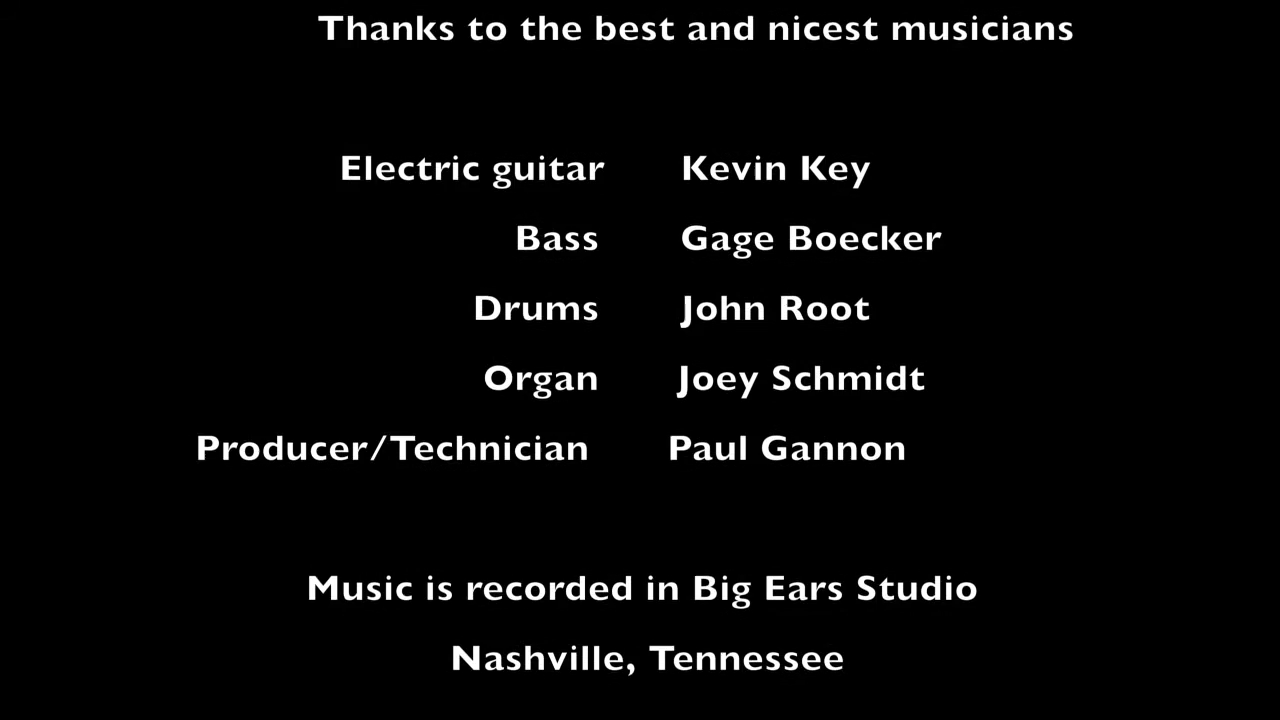 Thanks to the best and nicest musicians
Electric guitar Kevin Key
Bass Gage Boecker
Drums John Root
Organ Joey Schmidt
Producer/Technician Paul Gannon
Music is recorded in Big Ears Studio
Nashville, Tennessee